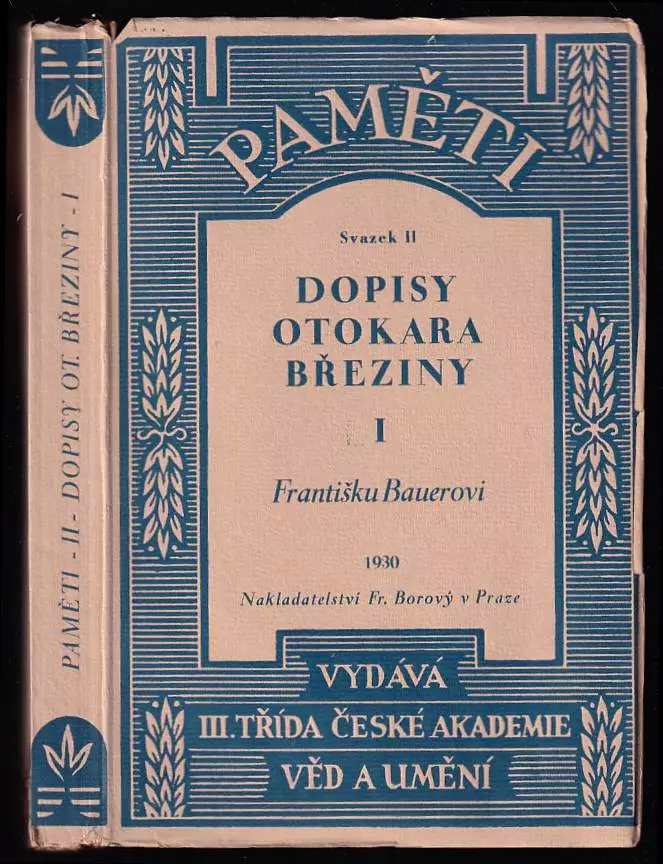 PAMĚTI - II - DOPISY OT. BŘEZINY - I
PAMĚTI
Svazek II
DOPISY
OTOKARA
BŘEZINY
I
Františku Bauerovi
1930
Nakladatelství Fr. Borový v Praze
VYDÁVÁ
III. TŘÍDA ČESKÉ AKADEMIE
VĚD A UMĚNÍ